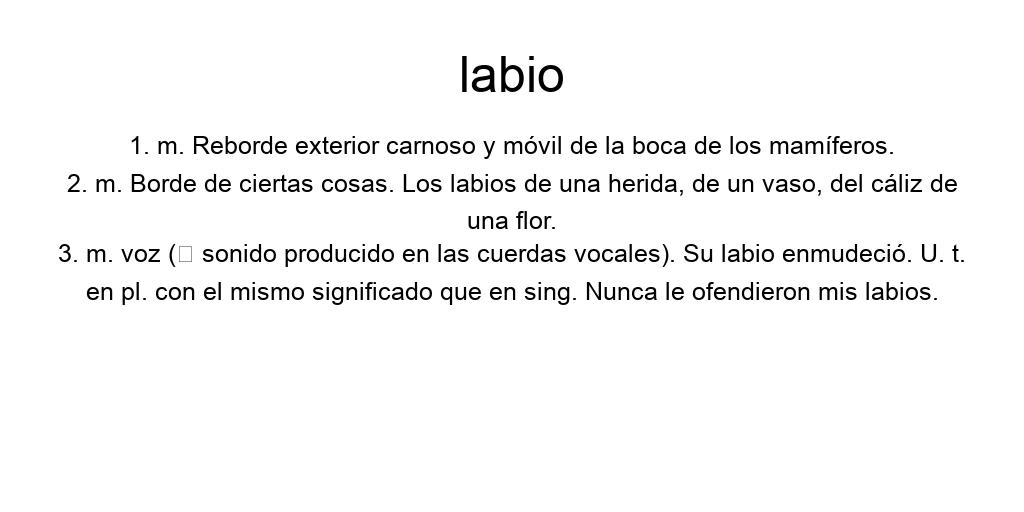 labio
1. m. Reborde exterior carnoso y móvil de la boca de los mamíferos.
2. m. Borde de ciertas cosas. Los labios de una herida, de un vaso, del cáliz de
una flor.
3. m. voz (□ sonido producido en las cuerdas vocales). Su labio enmudeció. U. t.
en pl. con el mismo significado que en sing. Nunca le ofendieron mis labios.